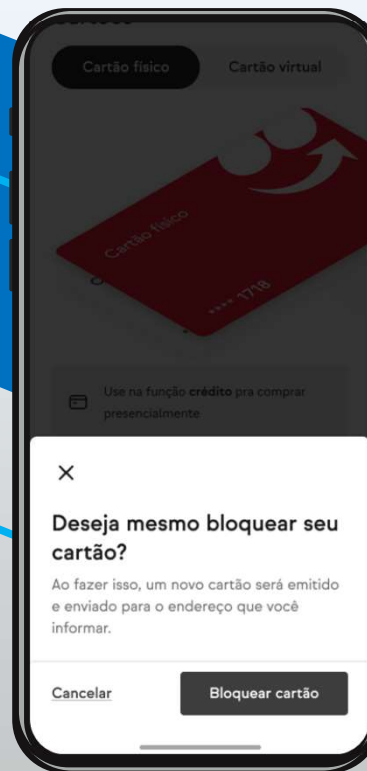 Cartão físico
Cartão virtual
Cartão físico
**** 1718
Use na função crédito pra comprar
presencialmente
Deseja mesmo bloquear seu
cartão?
Ao fazer isso, um novo cartão será emitido
e enviado para o endereço que você
informar.
Cancelar
Bloquear cartão